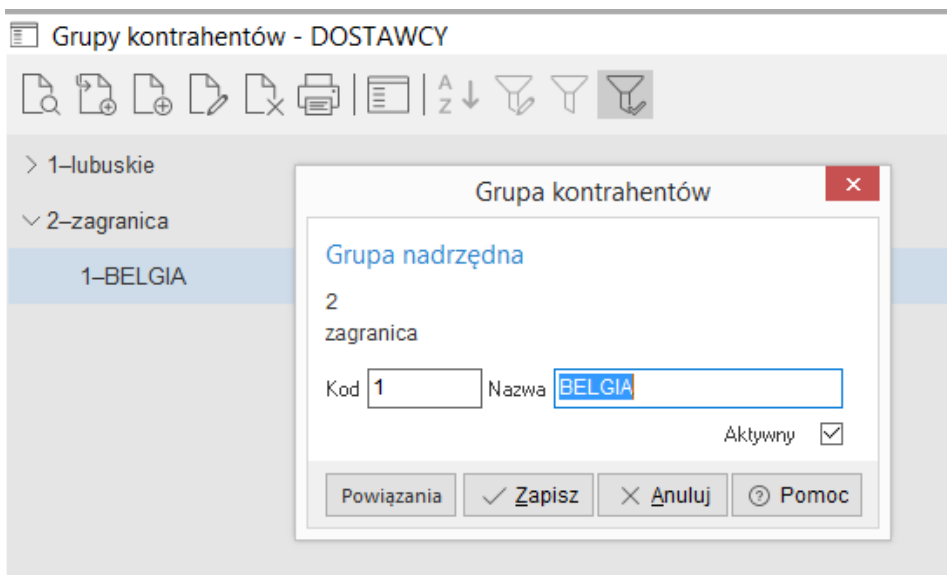 Grupy kontrahentów - DOSTAWCY
A
Z
1–lubuskie
2–zagranica
1–BELGIA
Grupa kontrahentów
Grupa nadrzędna
2
zagranica
Kod 1 Nazwa BELGIA
Aktywny
Powiązania Zapisz Anuluj Pomoc